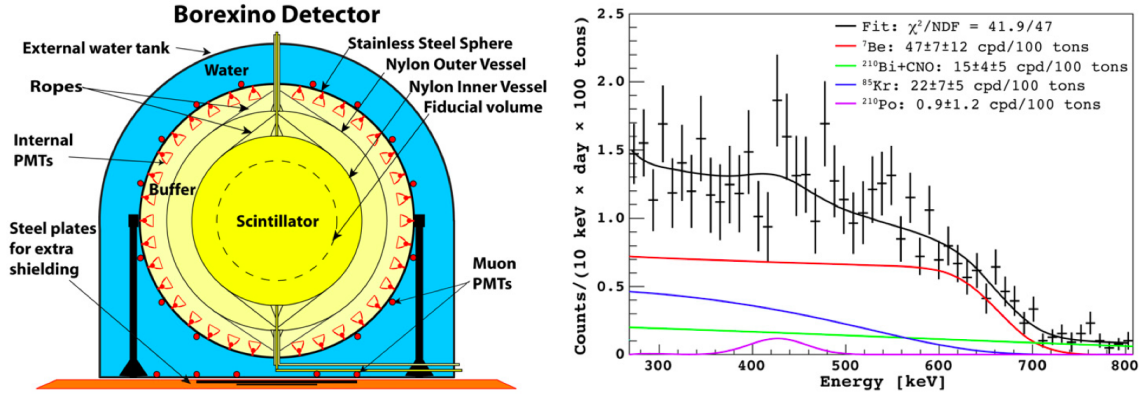 Borexino Detector
External water tank
Water
Stainless Steel Sphere
Nylon Outer Vessel
Nylon Inner Vessel
Fiducial volume
Ropes
Internal
PMTs
Buffer
Scintillator
Steel plates
for extra
shielding
Muon
PMTs
Counts/(10 keV × day × 100 tons)
2.5
2.0
1.5
1.0
0.5
0
Fit: χ²/NDF = 41.9/47
⁷Be: 47±7±12 cpd/100 tons
²¹⁰Bi+CNO: 15±4±5 cpd/100 tons
⁸⁵Kr: 22±7±5 cpd/100 tons
²¹⁰Po: 0.9±1.2 cpd/100 tons
300 400 500 600 700 800
Energy [keV]